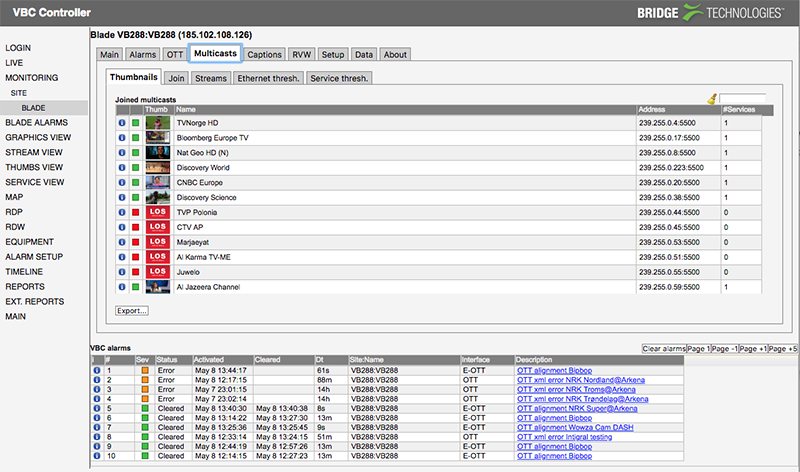 VBC Controller
BRIDGE TECHNOLOGIES™
Blade VB288:VB288 (185.102.108.126)
LOGIN
LIVE
MONITORING
SITE
BLADE
BLADE ALARMS
GRAPHICS VIEW
STREAM VIEW
THUMBS VIEW
SERVICE VIEW
MAP
RDP
RDW
EQUIPMENT
ALARM SETUP
TIMELINE
REPORTS
EXT. REPORTS
MAIN
Main Alarms OTT Multicasts Captions RVW Setup Data About
Thumbnails Join Streams Ethernet thresh. Service thresh.
Joined multicasts
Thumb Name Address #Services
TVNorge HD 239.255.0.4:5500 1
Bloomberg Europe TV 239.255.0.17:5500 1
Nat Geo HD (N) 239.255.0.8:5500 1
Discovery World 239.255.0.223:5500 1
CNBC Europe 239.255.0.20:5500 1
Discovery Science 239.255.0.38:5500 1
LOS TVP Polonia 239.255.0.44:5500 0
LOS CTV AP 239.255.0.45:5500 0
LOS Marjaeyat 239.255.0.53:5500 0
LOS Al Karma TV-ME 239.255.0.51:5500 0
LOS Juwelo 239.255.0.55:5500 0
Al Jazeera Channel 239.255.0.59:5500 1
Export...
VBC alarms
Clear alarms Page 1 Page -1 Page +1 Page +5
I # Sev Status Activated Cleared Dt Site:Name Interface Description
1 Error May 8 13:44:17 61s VB288:VB288 E-OTT OTT alignment Bipbop
2 Error May 8 12:17:15 88m VB288:VB288 E-OTT OTT xml error NRK Nordland@Arkena
3 Error May 7 23:01:15 14h VB288:VB288 E-OTT OTT xml error NRK Troms@Arkena
4 Error May 7 23:02:14 14h VB288:VB288 E-OTT OTT xml error NRK Trøndelag@Arkena
5 Cleared May 8 13:40:30 May 8 13:40:38 8s VB288:VB288 E-OTT OTT alignment NRK Super@Arkena
6 Cleared May 8 13:14:22 May 8 13:27:30 13m VB288:VB288 E-OTT OTT alignment Bipbop
7 Cleared May 8 13:25:36 May 8 13:25:45 9s VB288:VB288 E-OTT OTT alignment Wowza Cam DASH
8 Cleared May 8 12:33:14 May 8 13:24:15 51m VB288:VB288 E-OTT OTT xml error Intigral testing
9 Cleared May 8 12:44:19 May 8 12:57:26 13m VB288:VB288 E-OTT OTT alignment Bipbop
10 Cleared May 8 12:14:15 May 8 12:27:23 13m VB288:VB288 E-OTT OTT alignment Bipbop